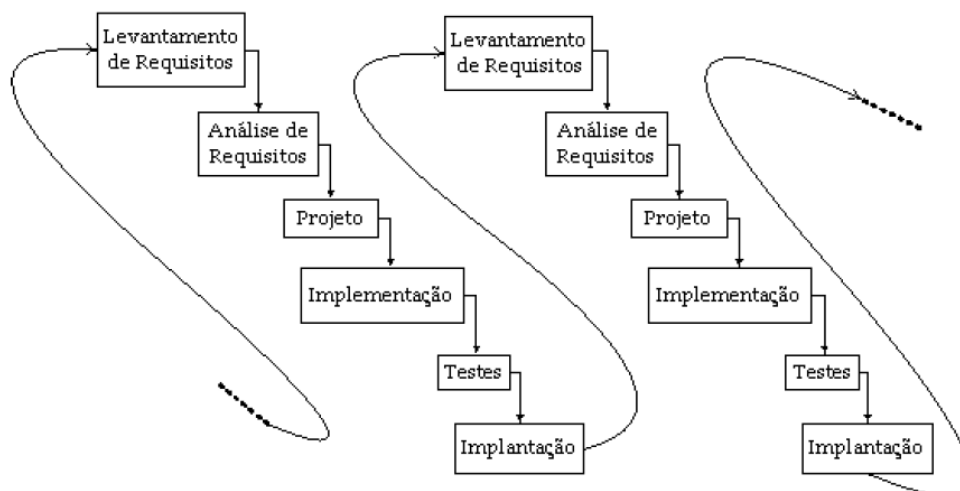 Levantamento
de Requisitos
Análise de
Requisitos
Projeto
Implementação
Testes
Implantação
Levantamento
de Requisitos
Análise de
Requisitos
Projeto
Implementação
Testes
Implantação